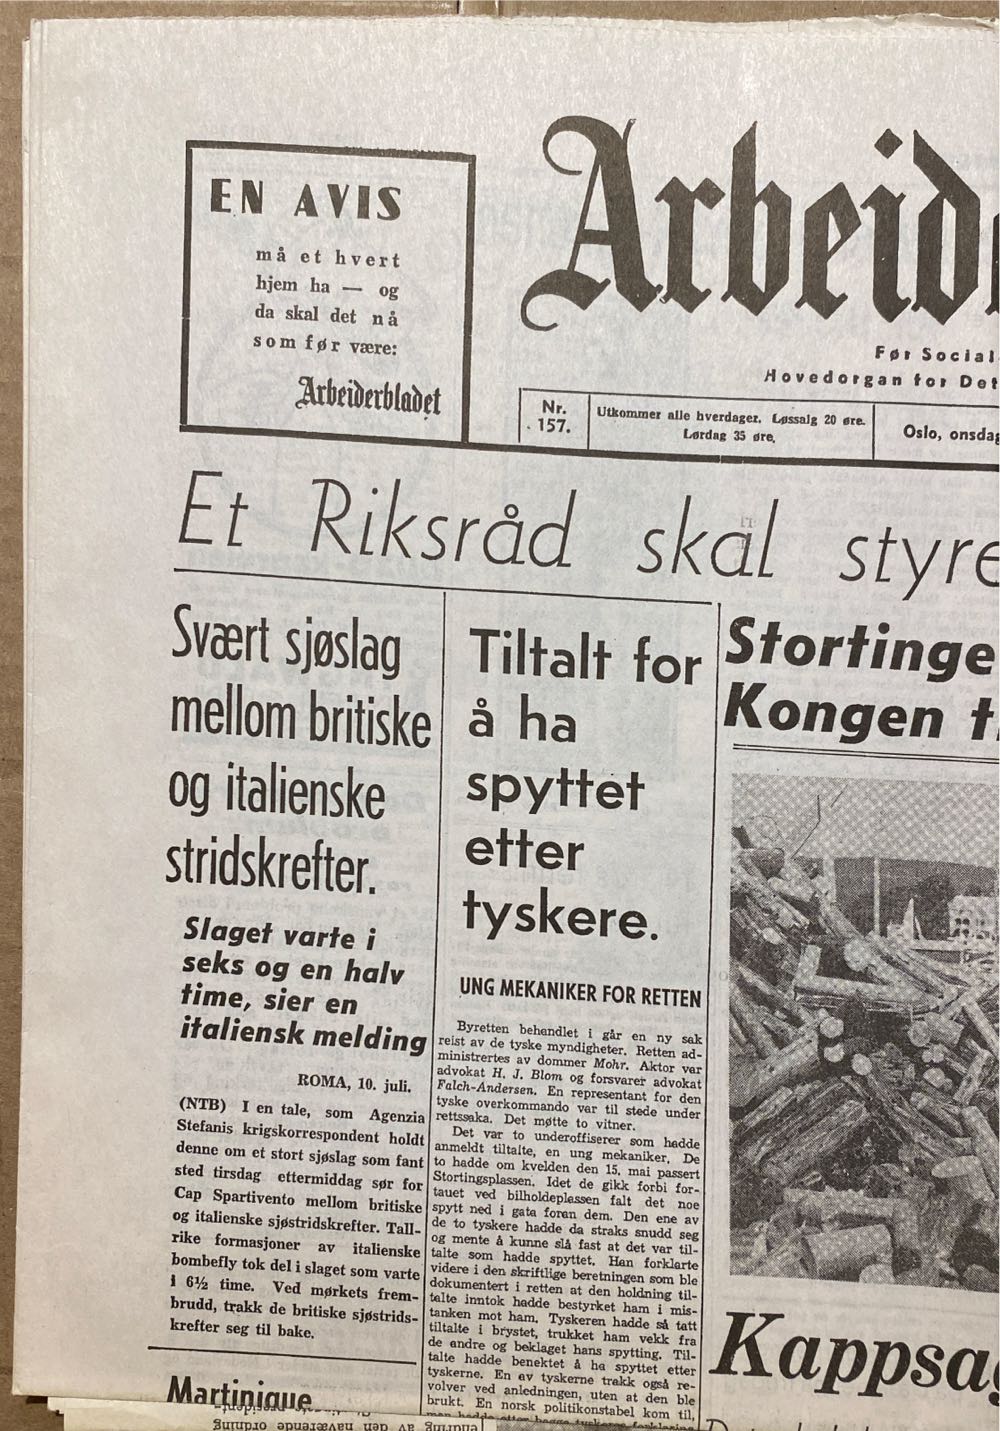 EN AVIS
må et hvert
hjem ha — og
da skal det nå
som før være:
Arbeiderbladet
Arbeid
Før Social-
Hovedorgan for Det
Nr.
157.
Utkommer alle hverdager. Løssalg 20 øre.
Lørdag 35 øre.
Oslo, onsdag
Et Riksråd skal styre
Svært sjøslag
mellom britiske
og italienske
stridskrefter.
Slaget varte i
seks og en halv
time, sier en
italiensk melding
ROMA, 10. juli.
(NTB) I en tale, som Agenzia
Stefanis krigskorrespondent holdt
denne om et stort sjøslag som fant
sted tirsdag ettermiddag sør for
Cap Spartivento mellom britiske
og italienske sjøstridskrefter. Tall-
rike formasjoner av italienske
bombefly tok del i slaget som varte
i 6½ time. Ved mørkets frem-
brudd, trakk de britiske sjøstrids-
krefter seg til bake.
Martinique
Tiltalt for
å ha
spyttet
etter
tyskere.
UNG MEKANIKER FOR RETTEN
Byretten behandlet i går en ny sak
reist av de tyske myndigheter. Retten ad-
ministrertes av dommer Mohr. Aktor var
advokat H. J. Blom og forsvarer advokat
Falch-Andersen. En representant for den
tyske overkommando var til stede under
rettssaka. Det møtte to vitner.
Det var to underoffiserer som hadde
anmeldt tiltalte, en ung mekaniker. De
to hadde om kvelden den 15. mai passert
Stortingsplassen. Idet de gikk forbi for-
tauet ved bilholdeplessen falt det noe
spytt ned i gata foran dem. Den ene av
de to tyskere hadde da straks snudd seg
og mente å kunne slå fast at det var til-
talte som hadde spyttet. Han forklarte
videre i den skriftlige beretningen som ble
dokumentert i retten at den holdning til-
talte inntok hadde bestyrket ham i mis-
tanken mot ham. Tyskeren hadde så tatt
tiltalte i brystet, trukket ham vekk fra
de andre og beklaget hans spytting. Til-
talte hadde benektet å ha spyttet etter
tyskerne. En av tyskerne trakk også re-
volver ved anledningen, uten at den ble
brukt. En norsk politikonstabel kom til,
Stortinge
Kongen t
Kappsa